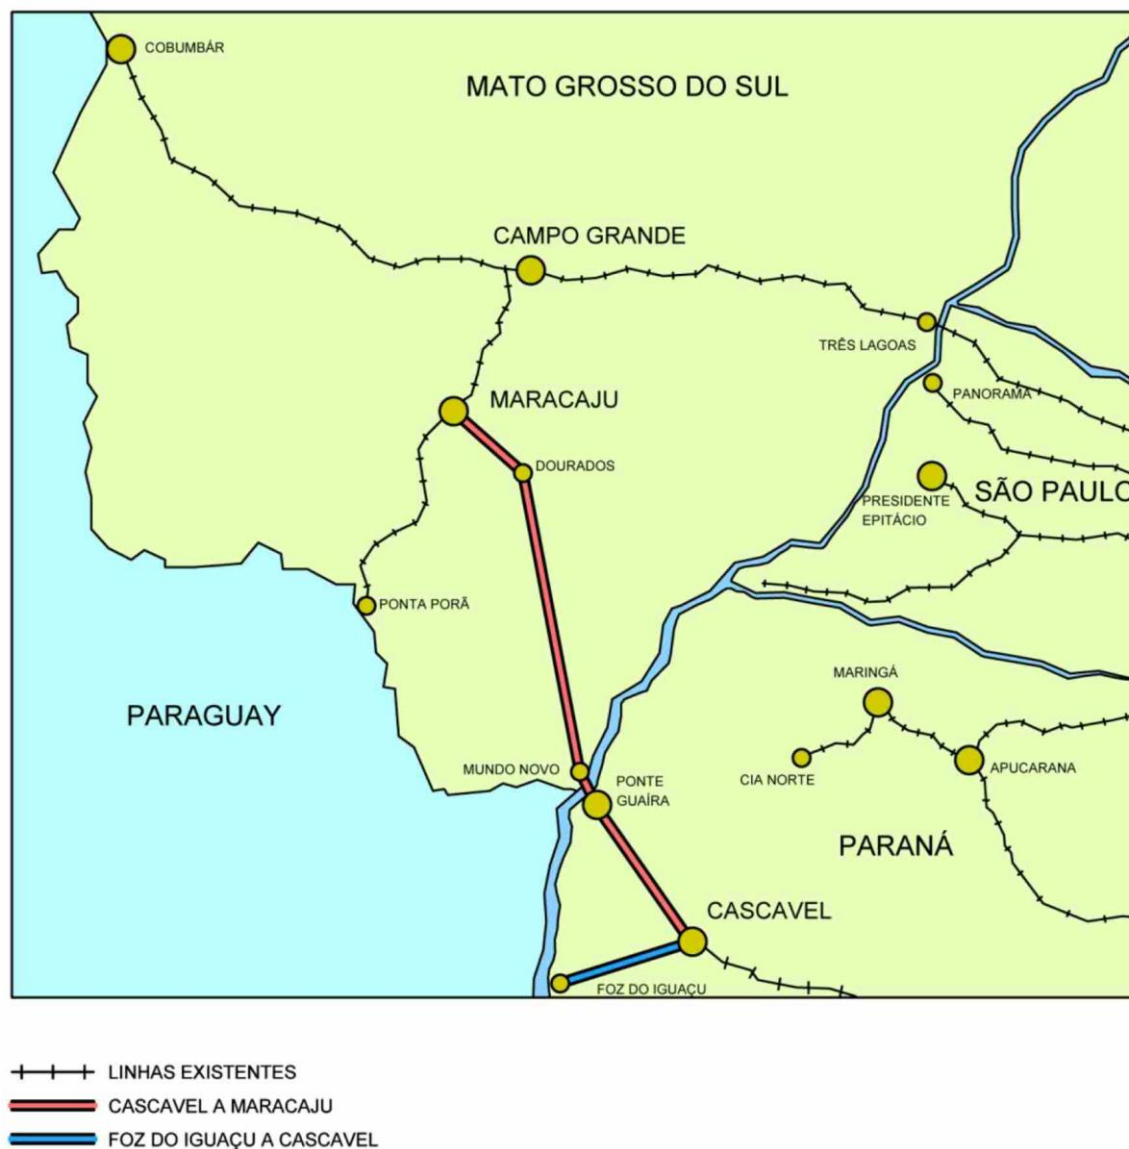 COBUMBÁR
MATO GROSSO DO SUL
CAMPO GRANDE
TRÊS LAGOAS
PANORAMA
MARACAJU
DOURADOS
SÃO PAULO
PRESIDENTE
EPITÁCIO
PONTA PORÃ
MARINGÁ
PARAGUAY
MUNDO NOVO
PONTE
GUAÍRA
CIA NORTE
APUCARANA
PARANÁ
CASCAVEL
FOZ DO IGUAÇU
LINHAS EXISTENTES
CASCAVEL A MARACAJU
FOZ DO IGUAÇU A CASCAVEL